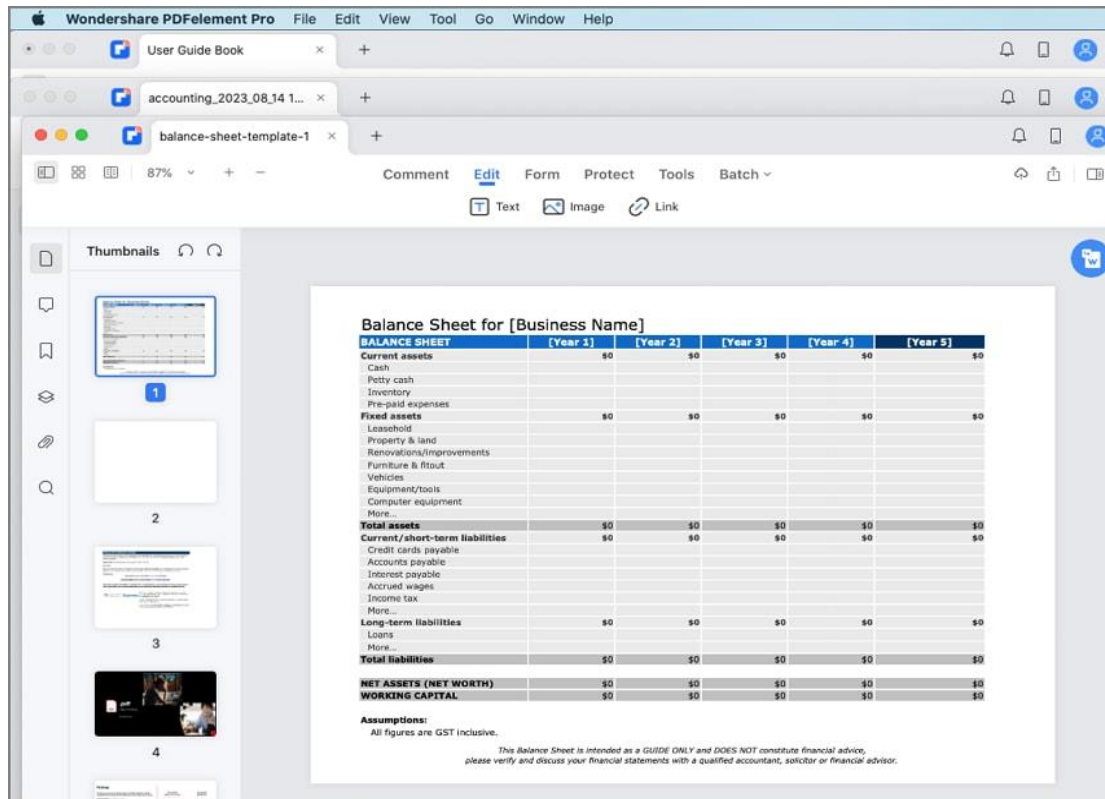 Wondershare PDFelement Pro File Edit View Tool Go Window Help
User Guide Book
accounting_2023_08_14 1...
balance-sheet-template-1
87%
Comment Edit Form Protect Tools Batch
Text Image Link
Thumbnails
1
2
3
4
Balance Sheet for [Business Name]
BALANCE SHEET [Year 1] [Year 2] [Year 3] [Year 4] [Year 5]
Current assets $0 $0 $0 $0 $0
Cash
Petty cash
Inventory
Pre-paid expenses
Fixed assets $0 $0 $0 $0 $0
Leasehold
Property & land
Renovations/improvements
Furniture & fitout
Vehicles
Equipment/tools
Computer equipment
More...
Total assets $0 $0 $0 $0 $0
Current/short-term liabilities $0 $0 $0 $0 $0
Credit cards payable
Accounts payable
Interest payable
Accrued wages
Income tax
More...
Long-term liabilities $0 $0 $0 $0 $0
Loans
More...
Total liabilities $0 $0 $0 $0 $0
NET ASSETS (NET WORTH) $0 $0 $0 $0 $0
WORKING CAPITAL $0 $0 $0 $0 $0
Assumptions:
All figures are GST inclusive.
This Balance Sheet is intended as a GUIDE ONLY and DOES NOT constitute financial advice,
please verify and discuss your financial statements with a qualified accountant, solicitor or financial advisor.